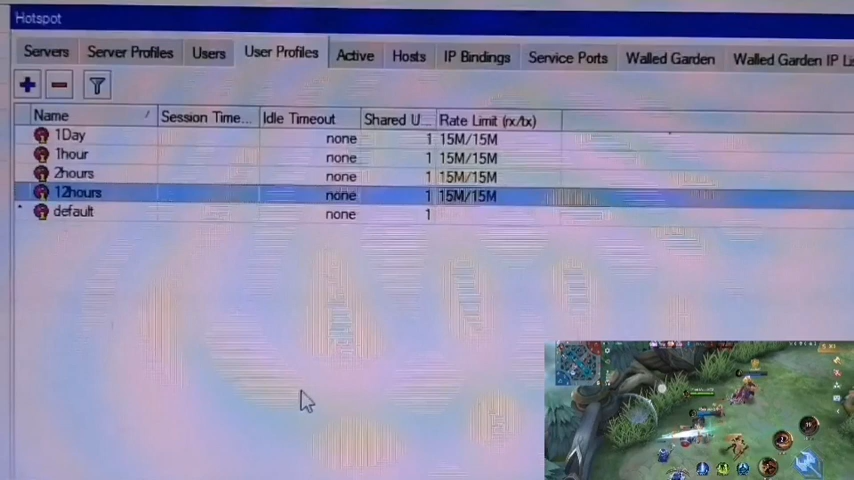 Hotspot
Servers Server Profiles Users User Profiles Active Hosts IP Bindings Service Ports Walled Garden Walled Garden IP Lis
Name Session Time... Idle Timeout Shared U... Rate Limit (rx/tx)
1Day none 1 15M/15M
1hour none 1 15M/15M
2hours none 1 15M/15M
12hours none 1 15M/15M
* default none 1